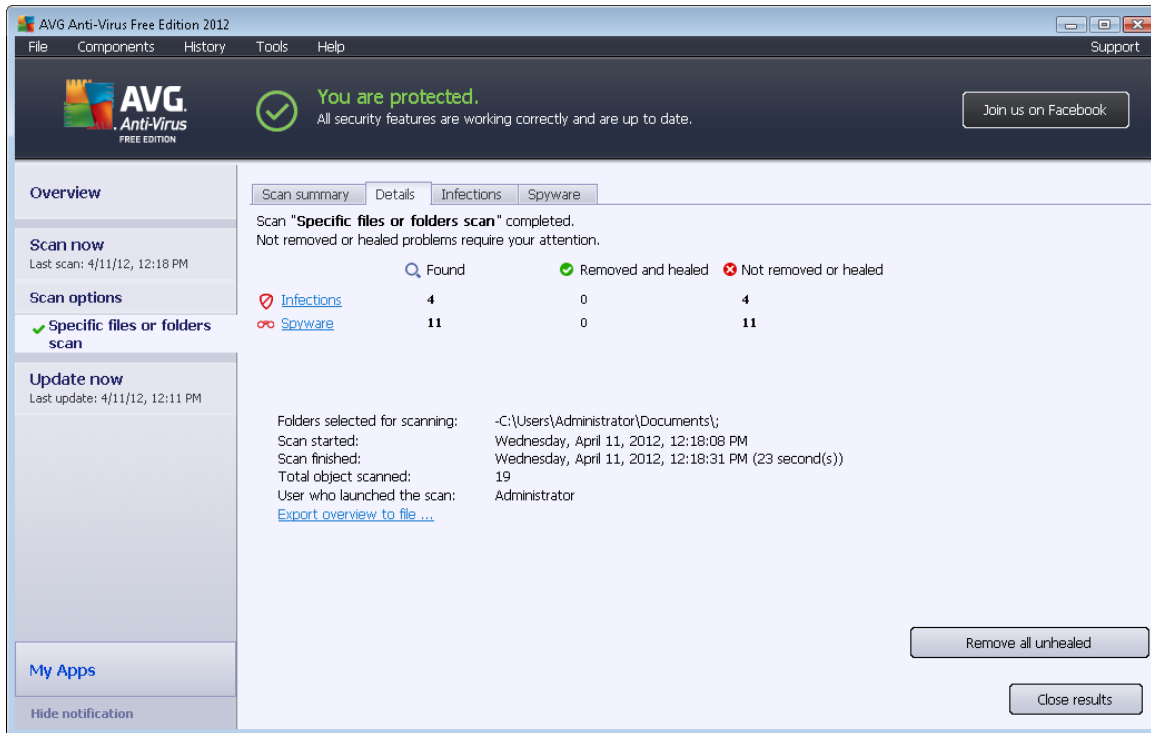 AVG Anti-Virus Free Edition 2012
File Components History Tools Help Support
AVG.
Anti-Virus
FREE EDITION
You are protected.
All security features are working correctly and are up to date.
Join us on Facebook
Overview
Scan now
Last scan: 4/11/12, 12:18 PM
Scan options
Specific files or folders
scan
Update now
Last update: 4/11/12, 12:11 PM
My Apps
Hide notification
Scan summary Details Infections Spyware
Scan "Specific files or folders scan" completed.
Not removed or healed problems require your attention.
Found Removed and healed Not removed or healed
Infections 4 0 4
Spyware 11 0 11
Folders selected for scanning: -C:\Users\Administrator\Documents\;
Scan started: Wednesday, April 11, 2012, 12:18:08 PM
Scan finished: Wednesday, April 11, 2012, 12:18:31 PM (23 second(s))
Total object scanned: 19
User who launched the scan: Administrator
Export overview to file ...
Remove all unhealed
Close results